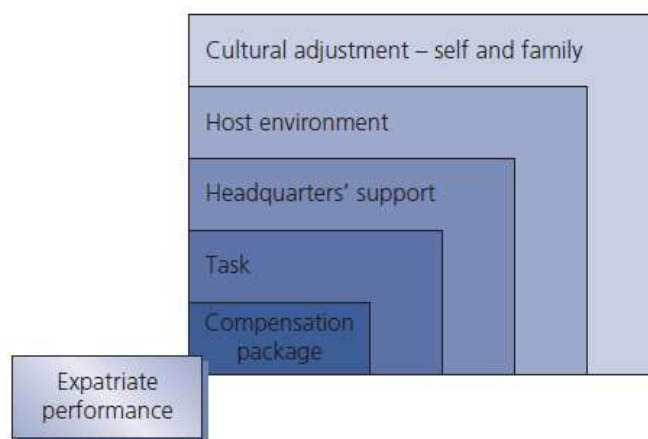 Cultural adjustment – self and family
Host environment
Headquarters' support
Task
Compensation
package
Expatriate
performance